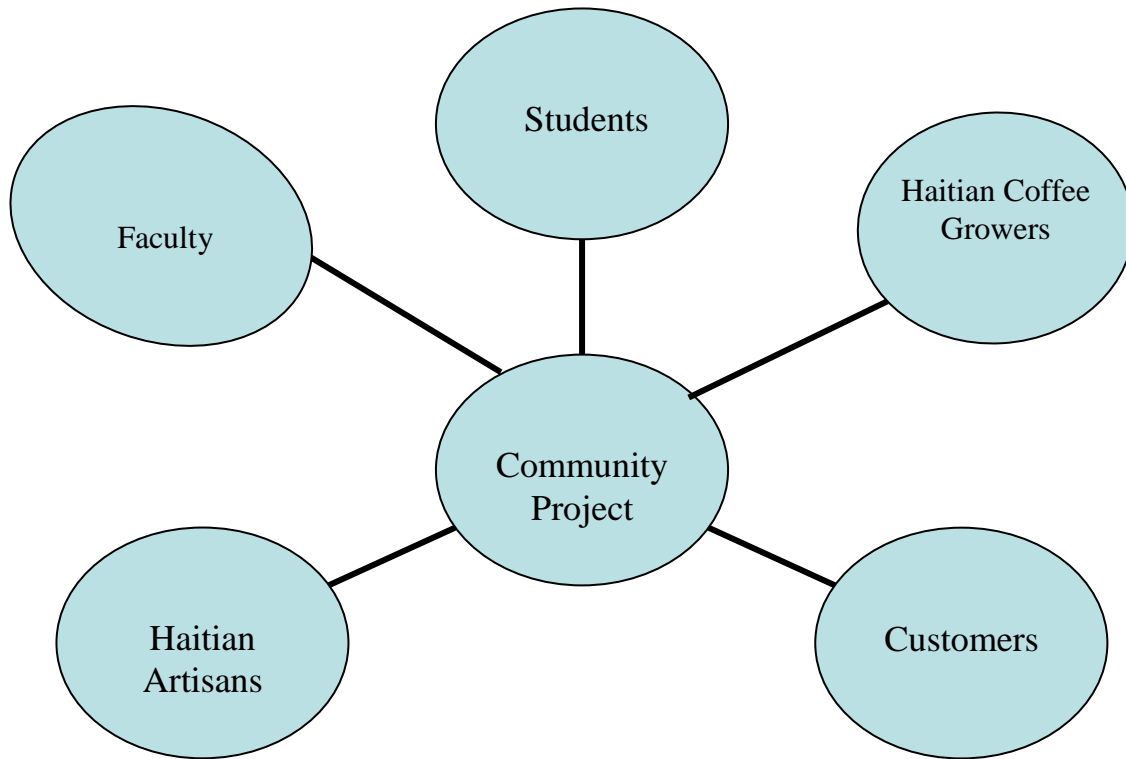 Students
Haitian Coffee
Growers
Faculty
Community
Project
Haitian
Artisans
Customers